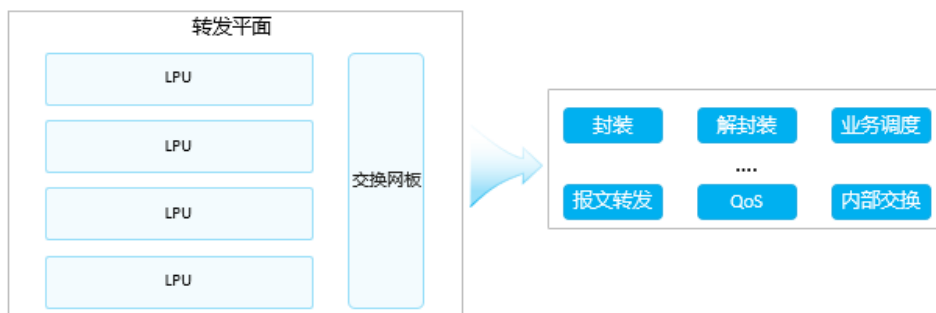 转发平面
LPU
LPU
LPU
LPU
交换网板
封装
解封装
业务调度
....
报文转发
QoS
内部交换